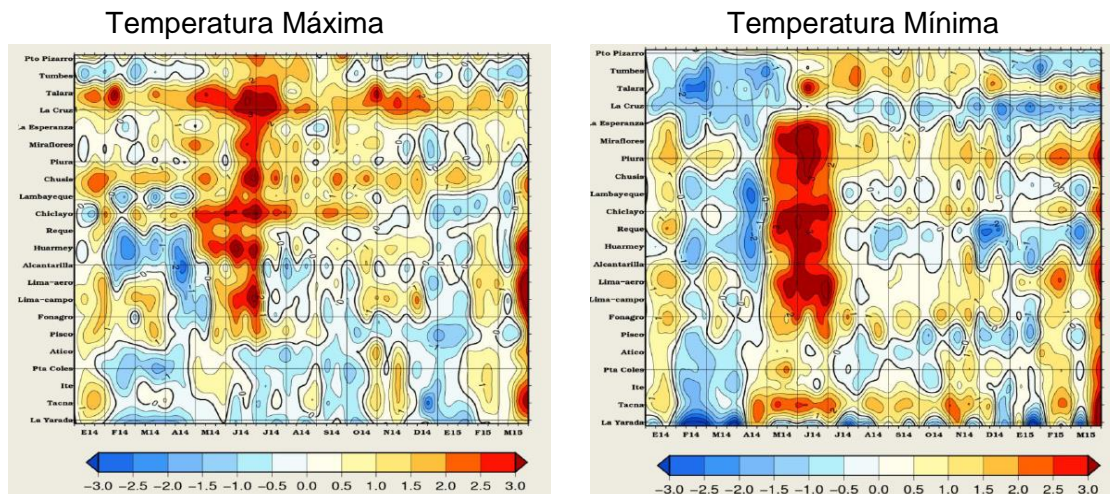 Temperatura Máxima
Pto Pizarro
Tumbes
Talara
La Cruz
La Esperanza
Miraflores
Piura
Chusis
Lambayeque
Chiclayo
Reque
Huarmey
Alcantarilla
Lima-aero
Lima-campo
Fonagro
Pisco
Atico
Pta Coles
Ite
Tacna
La Yarada
E14 F14 M14 A14 M14 J14 J14 A14 S14 O14 N14 D14 E15 F15 M15
-3.0 -2.5 -2.0 -1.5 -1.0 -0.5 0.0 0.5 1.0 1.5 2.0 2.5 3.0
Temperatura Mínima
Pto Pizarro
Tumbes
Talara
La Cruz
La Esperanza
Miraflores
Piura
Chusis
Lambayeque
Chiclayo
Reque
Huarmey
Alcantarilla
Lima-aero
Lima-campo
Fonagro
Pisco
Atico
Pta Coles
Ite
Tacna
La Yarada
E14 F14 M14 A14 M14 J14 J14 A14 S14 O14 N14 D14 E15 F15 M15
-3.0 -2.5 -2.0 -1.5 -1.0 -0.5 0.0 0.5 1.0 1.5 2.0 2.5 3.0